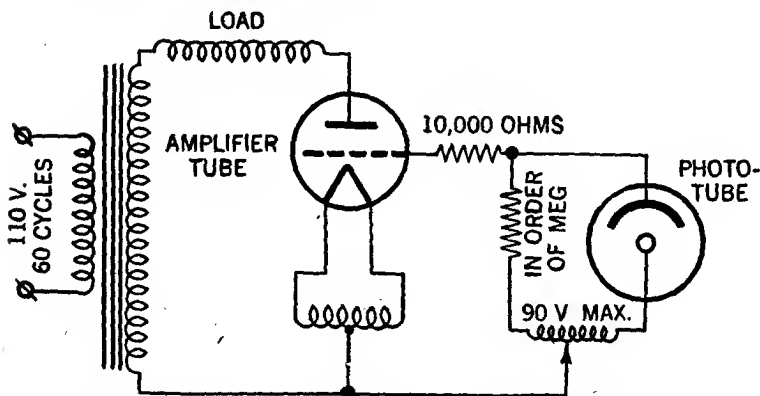 LOAD
AMPLIFIER
TUBE
10,000 OHMS
PHOTO-
TUBE
110 V.
60 CYCLES
IN ORDER
OF MEG
90 V MAX.